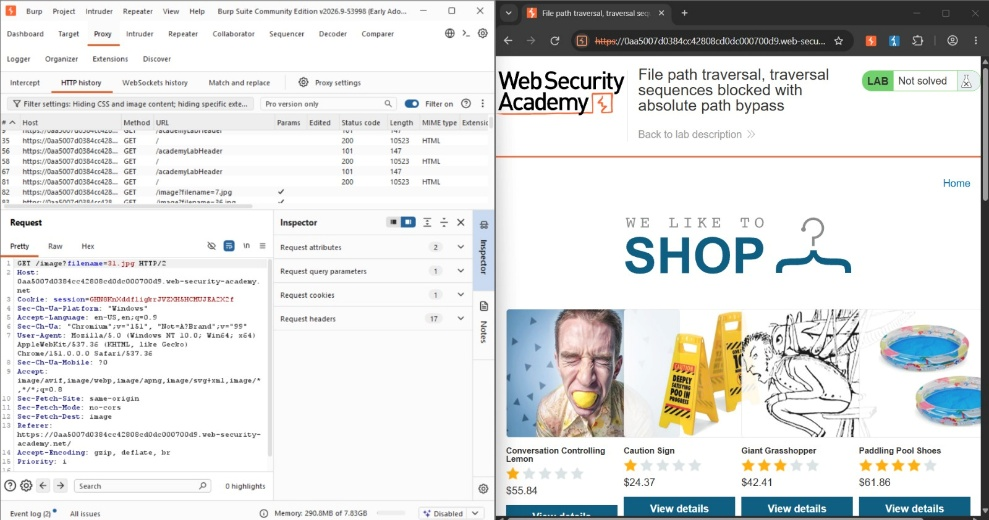 Burp Project Intruder Repeater View Help Burp Suite Community Edition v2026.9-53998 (Early Ado...
Dashboard Target Proxy Intruder Repeater Collaborator Sequencer Decoder Comparer
Logger Organizer Extensions Discover
Intercept HTTP history WebSockets history Match and replace Proxy settings
Filter settings: Hiding CSS and image content; hiding specific exte... Pro version only Filter on
# Host Method URL Params Edited Status code Length MIME type Extensic
9 https://0aa5007d0384cc428... GET /academyLabHeader 101 147
35 https://0aa5007d0384cc428... GET / 200 10523 HTML
56 https://0aa5007d0384cc428... GET /academyLabHeader 101 147
58 https://0aa5007d0384cc428... GET / 200 10523 HTML
67 https://0aa5007d0384cc428... GET /academyLabHeader 101 147
81 https://0aa5007d0384cc428... GET / 200 10523 HTML
82 https://0aa5007d0384cc428... GET /image?filename=7.jpg ✓
https://0aa5007d0384cc428... GET
Request
Pretty Raw Hex \n
1 GET /image?filename=31.jpg HTTP/2
2 Host:
0aa5007d0384cc42808cd0dc000700d9.web-security-academy.
net
3 Cookie: session=
4 Sec-Ch-Ua-Platform: "Windows"
5 Accept-Language: en-US,en;q=0.9
6 Sec-Ch-Ua: "Chromium";v="151", "Not=A?Brand";v="99"
7 User-Agent: Mozilla/5.0 (Windows NT 10.0; Win64; x64)
AppleWebKit/537.36 (KHTML, like Gecko)
Chrome/151.0.0.0 Safari/537.36
8 Sec-Ch-Ua-Mobile: ?0
9 Accept:
image/avif,image/webp,image/apng,image/svg+xml,image/*
,*/*;q=0.8
10 Sec-Fetch-Site: same-origin
11 Sec-Fetch-Mode: no-cors
12 Sec-Fetch-Dest: image
13 Referer:
https://0aa5007d0384cc42808cd0dc000700d9.web-security-
academy.net/
14 Accept-Encoding: gzip, deflate, br
15 Priority: i
16
Search 0 highlights
Inspector
Request attributes 2
Request query parameters 1
Request cookies 1
Request headers 17
Inspector
Notes
Event log (2) All issues Memory: 290.8MB of 7.83GB Disabled
File path traversal, traversal seq
https://0aa5007d0384cc42808cd0dc000700d9.web-secu...
Web Security
Academy
File path traversal, traversal
sequences blocked with
absolute path bypass
Back to lab description
LAB Not solved
Home
WE LIKE TO
SHOP
DEEPLY
SATISFYING
POO IN
PROGRESS
Conversation Controlling
Lemon
$55.84
View details
Caution Sign
$24.37
View details
Giant Grasshopper
$42.41
View details
Paddling Pool Shoes
$61.86
View details